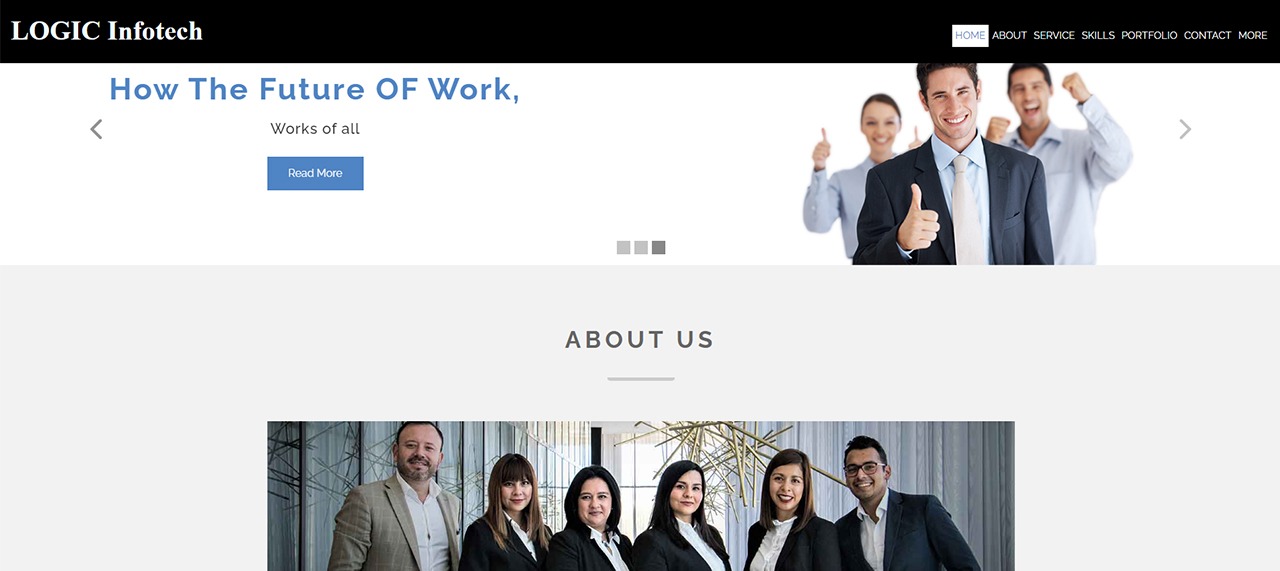 LOGIC Infotech
HOME ABOUT SERVICE SKILLS PORTFOLIO CONTACT MORE
How The Future OF Work,
Works of all
Read More
ABOUT US